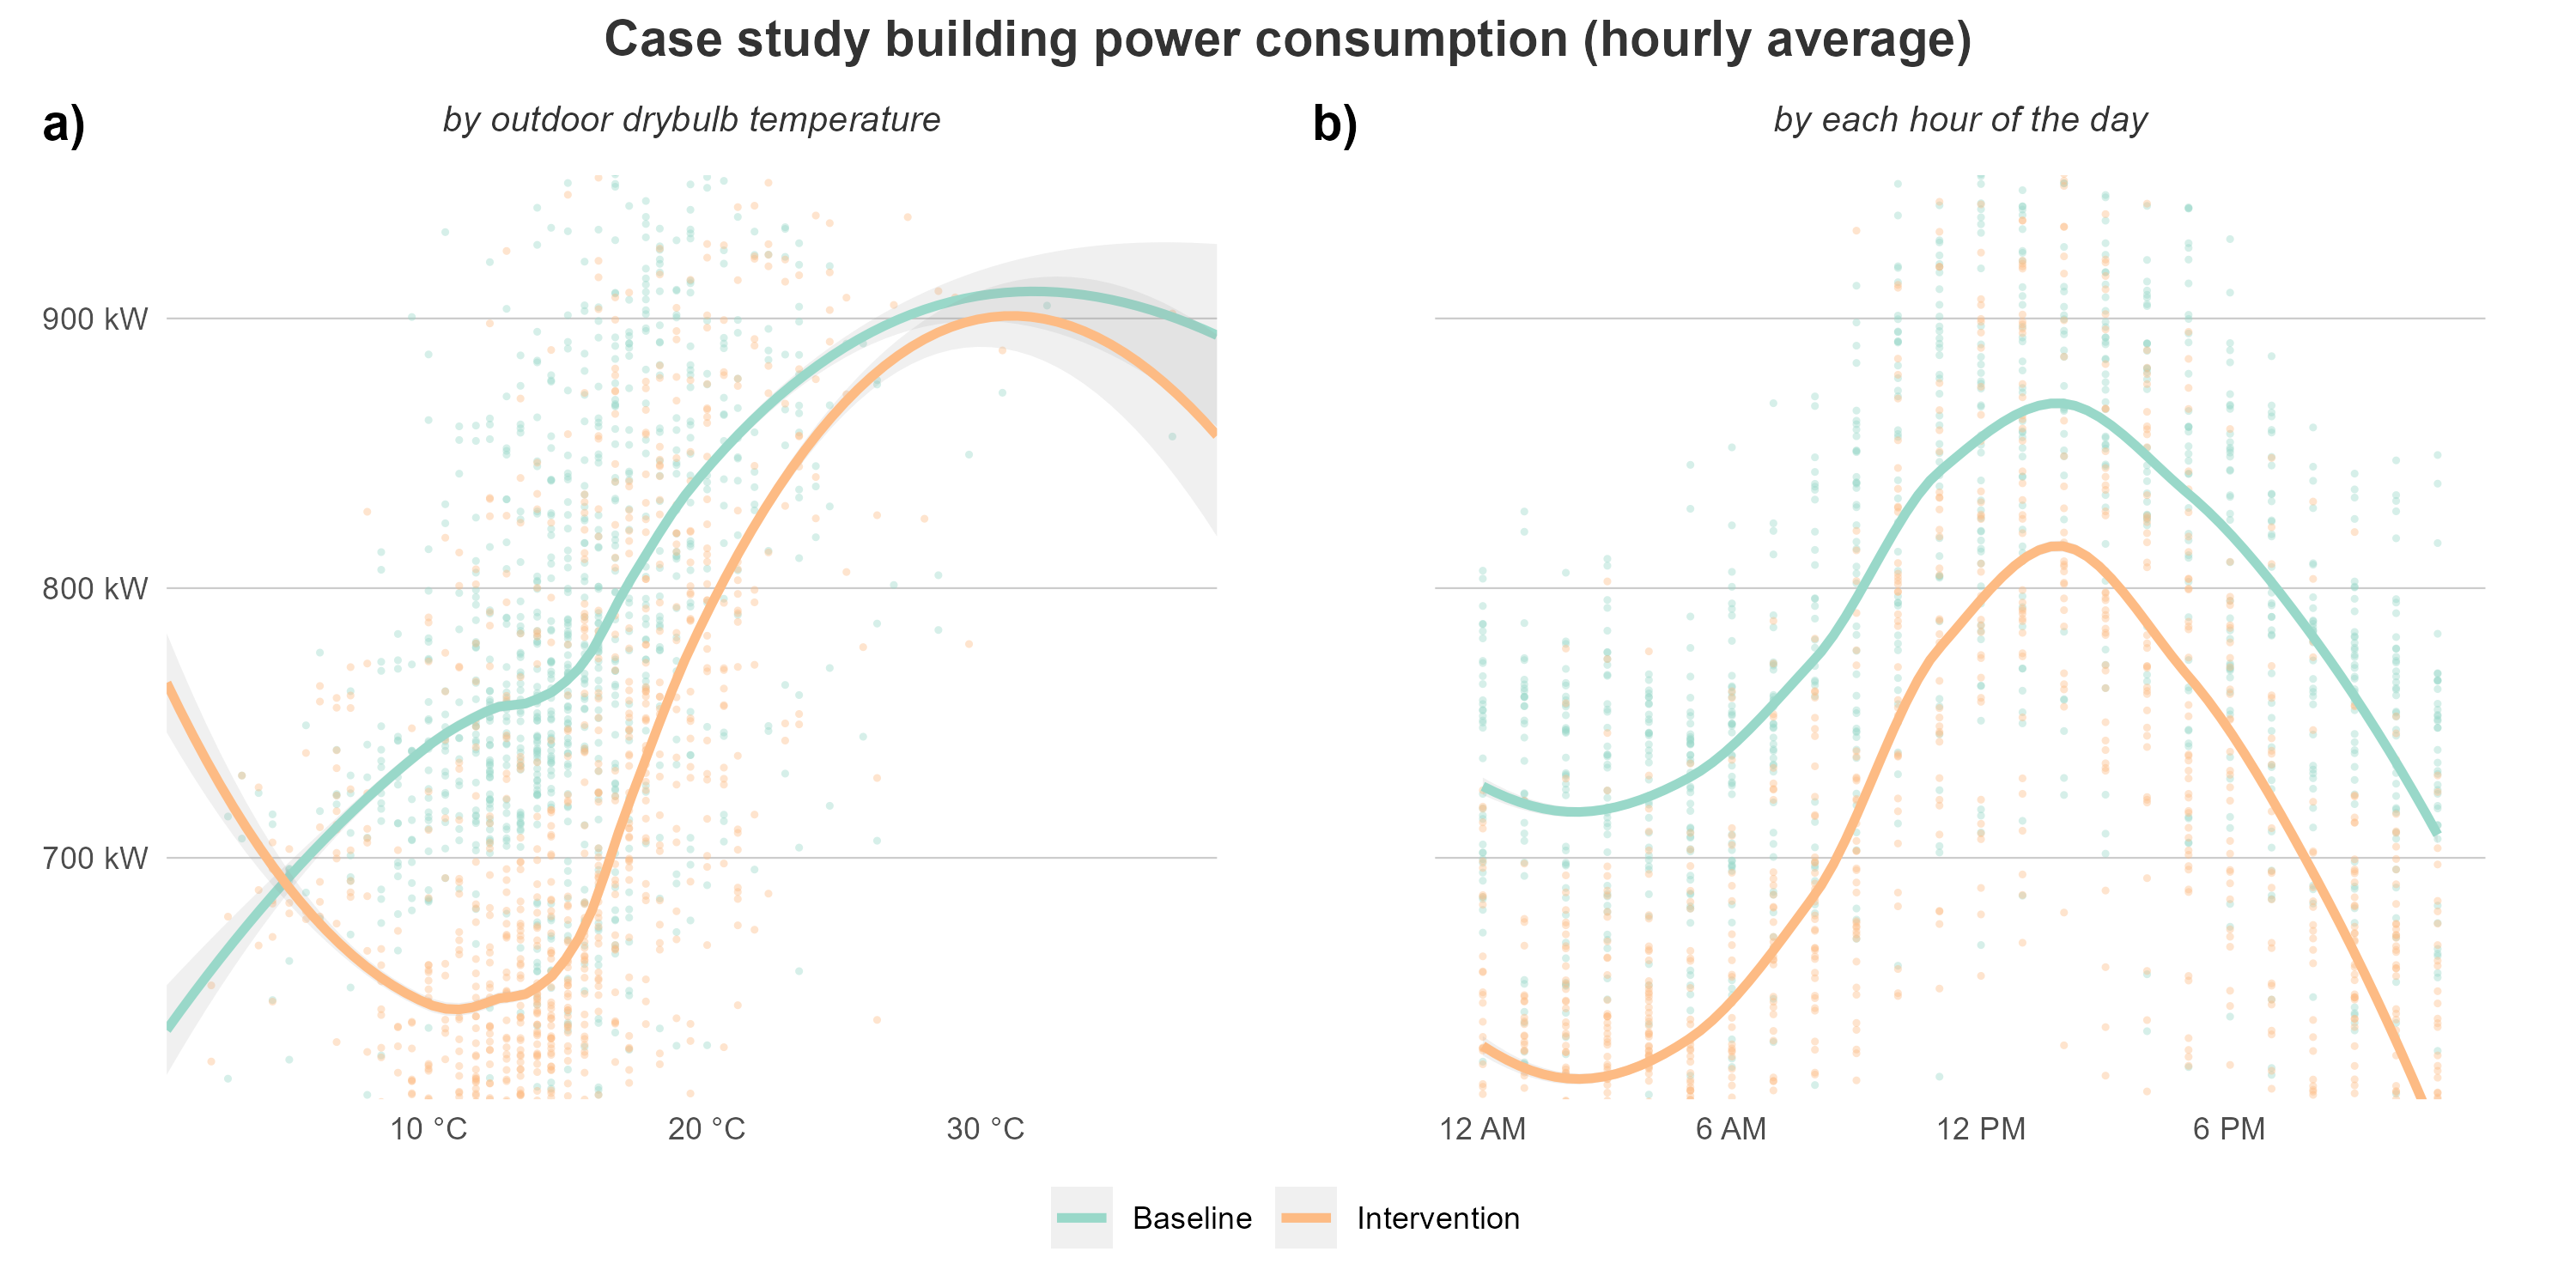 Case study building power consumption (hourly average)
a)
by outdoor drybulb temperature
900 kW
800 kW
700 kW
10 °C
20 °C
30 °C
b)
by each hour of the day
12 AM
6 AM
12 PM
6 PM
Baseline
Intervention